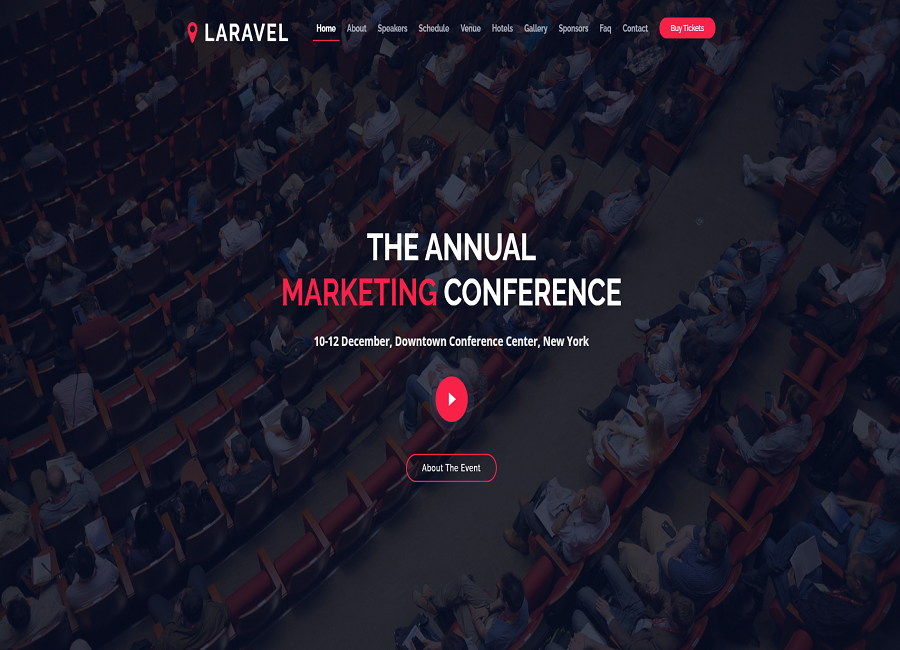 LARAVEL
Home About Speakers Schedule Venue Hotels Gallery Sponsors Faq Contact Buy Tickets
THE ANNUAL
MARKETING CONFERENCE
10-12 December, Downtown Conference Center, New York
About The Event